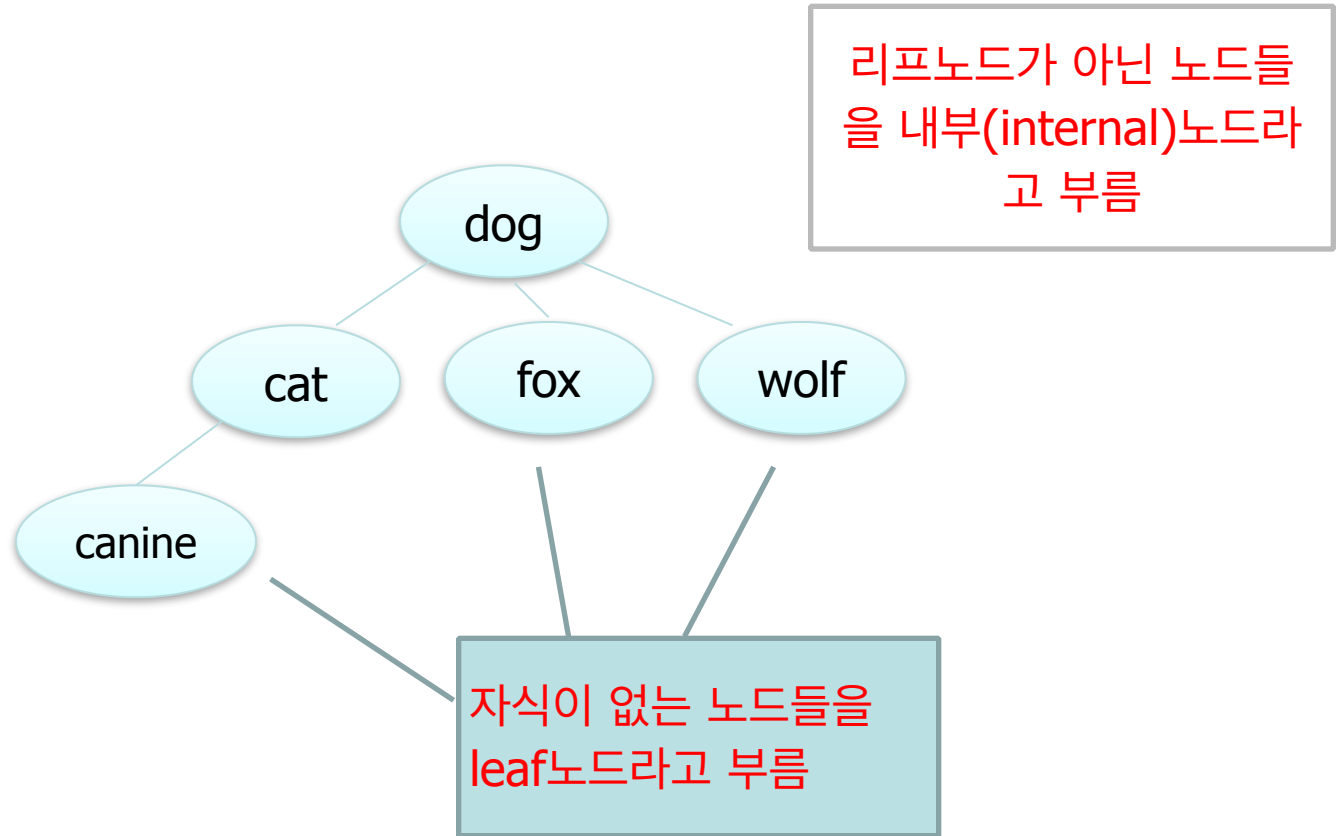 리프노드가 아닌 노드들
을 내부(internal)노드라
고 부름
dog
cat
fox
wolf
canine
자식이 없는 노드들을
leaf노드라고 부름